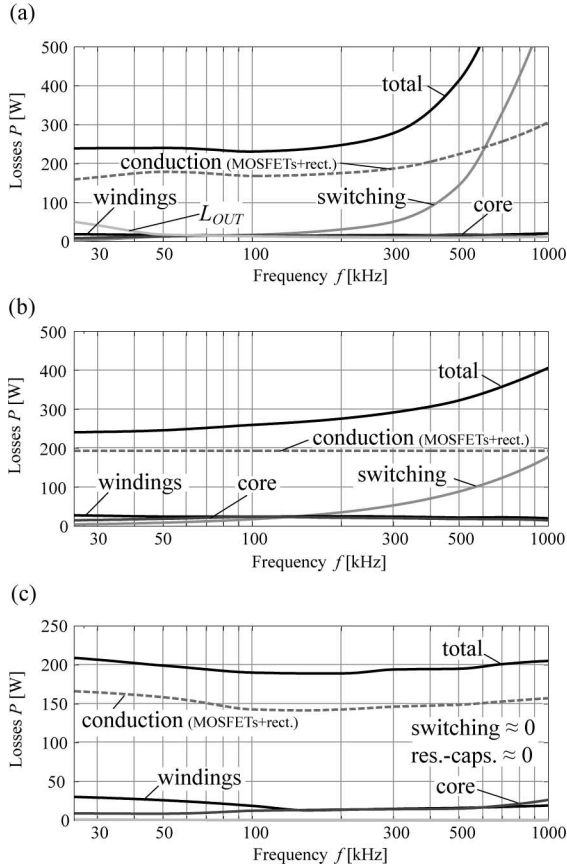 (a)
500
400
300
200
100
0
Losses P [W]
total
conduction (MOSFETs+rect.)
windings
L_OUT
switching
core
30 50 100 300 500 1000
Frequency f [kHz]
(b)
500
400
300
200
100
0
Losses P [W]
total
conduction (MOSFETs+rect.)
switching
windings
core
30 50 100 300 500 1000
Frequency f [kHz]
(c)
250
200
150
100
50
0
Losses P [W]
total
conduction (MOSFETs+rect.)
switching ≈ 0
res.-caps. ≈ 0
windings
core
30 50 100 300 500 1000
Frequency f [kHz]